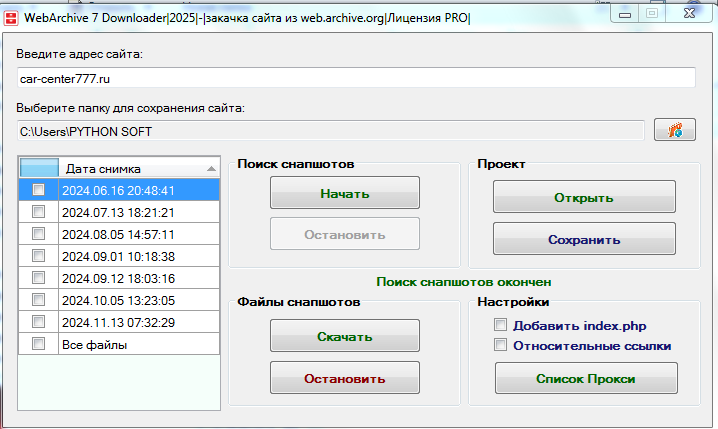 WebArchive 7 Downloader|2025|-|закачка сайта из web.archive.org|Лицензия PRO|
Введите адрес сайта:
car-center777.ru
Выберите папку для сохранения сайта:
C:\Users\PYTHON SOFT
Дата снимка
2024.06.16 20:48:41
2024.07.13 18:21:21
2024.08.05 14:57:11
2024.09.01 10:18:38
2024.09.12 18:03:16
2024.10.05 13:23:05
2024.11.13 07:32:29
Все файлы
Поиск снапшотов
Начать
Остановить
Проект
Открыть
Сохранить
Поиск снапшотов окончен
Файлы снапшотов
Скачать
Остановить
Настройки
Добавить index.php
Относительные ссылки
Список Прокси